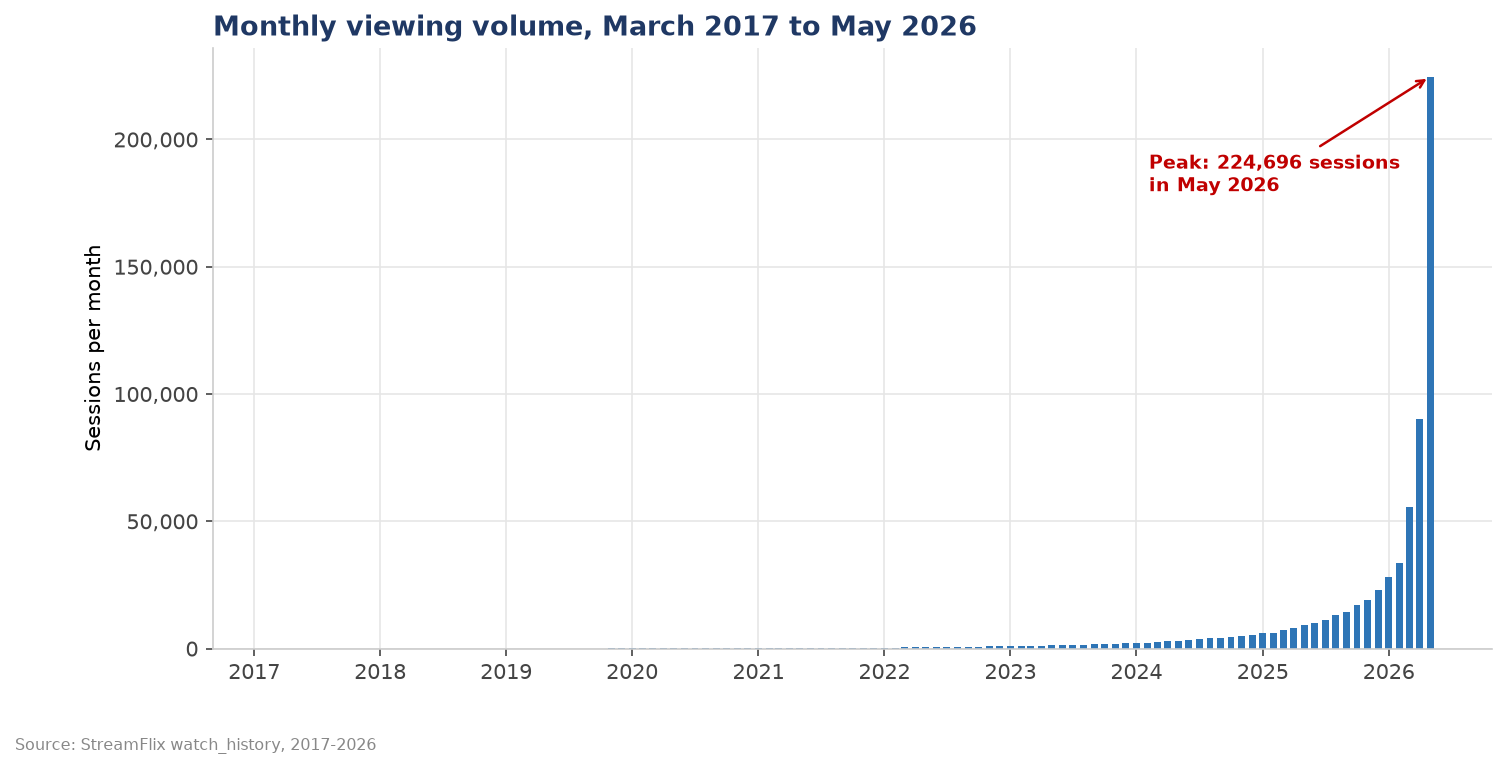 Monthly viewing volume, March 2017 to May 2026
Sessions per month
200,000
150,000
100,000
50,000
0
Peak: 224,696 sessions
in May 2026
2017 2018 2019 2020 2021 2022 2023 2024 2025 2026
Source: StreamFlix watch_history, 2017-2026